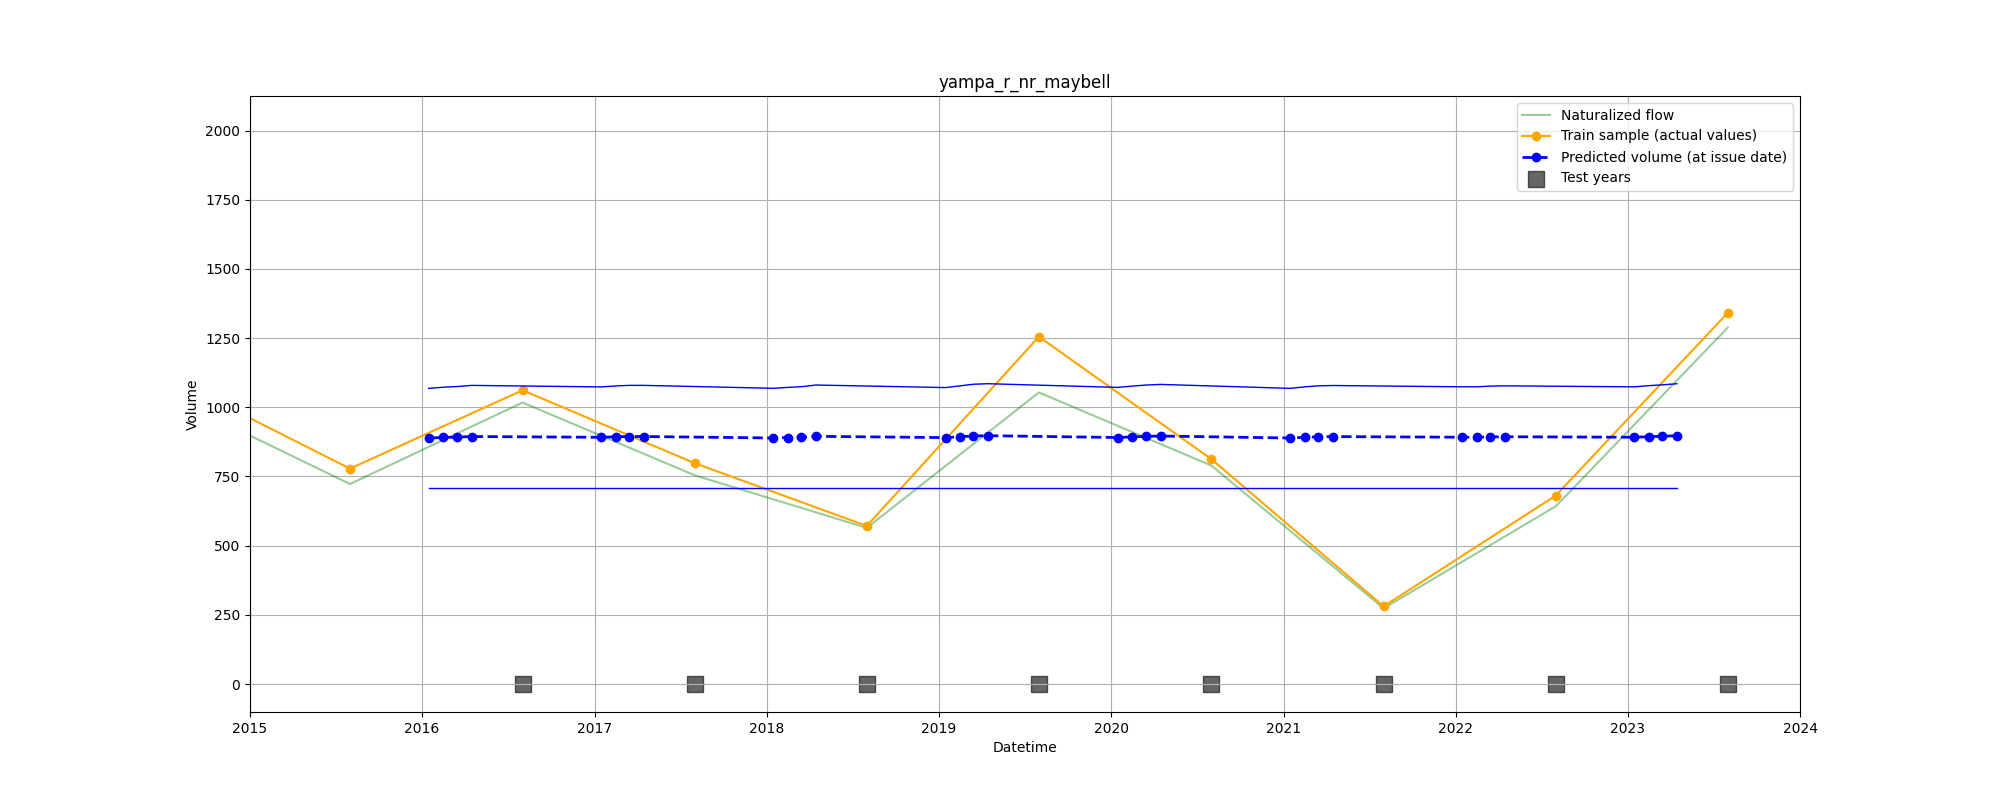 yampa_r_nr_maybell
Naturalized flow
Train sample (actual values)
Predicted volume (at issue date)
Test years
Volume
2000
1750
1500
1250
1000
750
500
250
0
2015 2016 2017 2018 2019 2020 2021 2022 2023 2024
Datetime